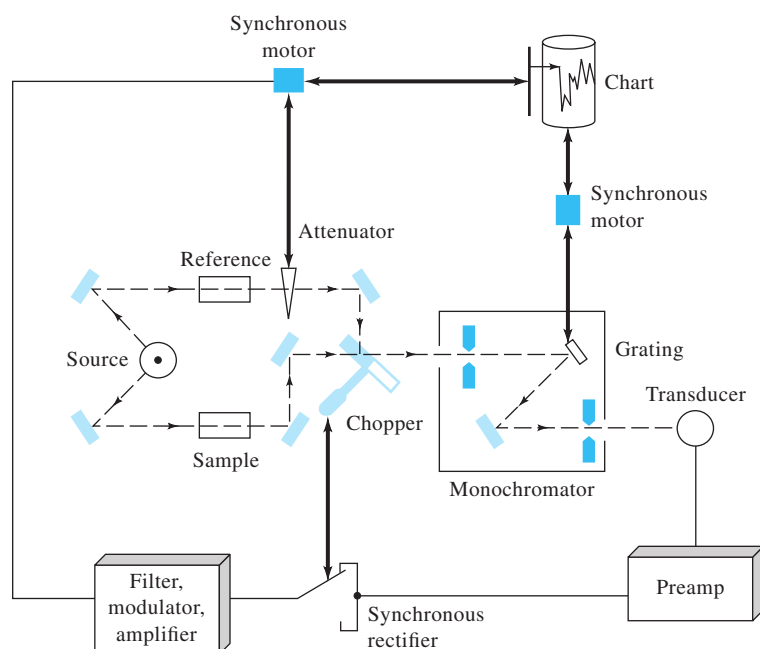 Synchronous
motor
Chart
Synchronous
motor
Attenuator
Reference
Source
Grating
Transducer
Chopper
Sample
Monochromator
Filter,
modulator,
amplifier
Synchronous
rectifier
Preamp